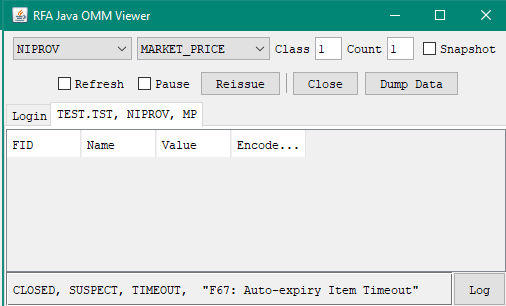 RFA Java OMM Viewer
NIPROV MARKET_PRICE Class 1 Count 1 Snapshot
Refresh Pause Reissue Close Dump Data
Login TEST.TST, NIPROV, MP
FID Name Value Encode...
CLOSED, SUSPECT, TIMEOUT, "F67: Auto-expiry Item Timeout" Log